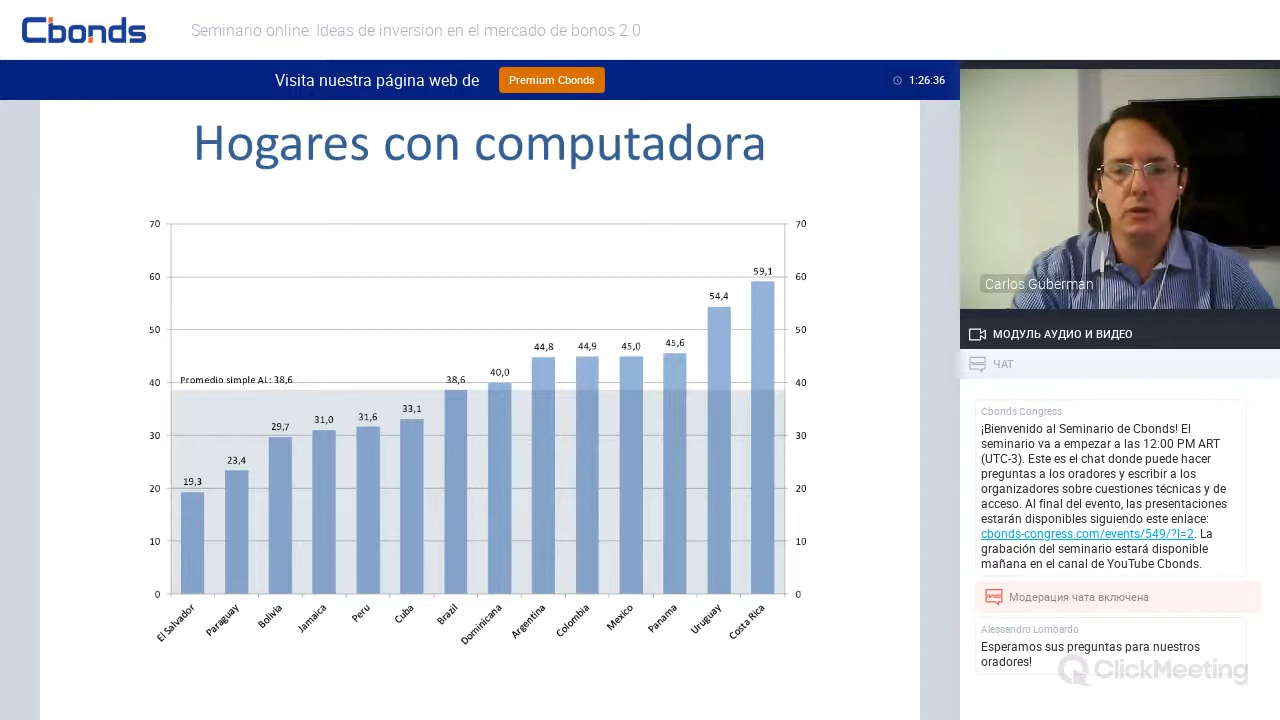 Cbonds
Seminario online: Ideas de inversion en el mercado de bonos 2.0
Visita nuestra página web de
Premium Cbonds
1:26:36
Hogares con computadora
70
60
50
40
30
20
10
0
70
60
50
40
30
20
10
0
Promedio simple AL: 38,6
19,3
23,4
29,7
31,0
31,6
33,1
38,6
40,0
44,8
44,9
45,0
45,6
54,4
59,1
El Salvador
Paraguay
Bolivia
Jamaica
Peru
Cuba
Brazil
Dominicana
Argentina
Colombia
Mexico
Panama
Uruguay
Costa Rica
Carlos Guberman
МОДУЛЬ АУДИО И ВИДЕО
ЧАТ
Cbonds Congress
¡Bienvenido al Seminario de Cbonds! El
seminario va a empezar a las 12:00 PM ART
(UTC-3). Este es el chat donde puede hacer
preguntas a los oradores y escribir a los
organizadores sobre cuestiones técnicas y de
acceso. Al final del evento, las presentaciones
estarán disponibles siguiendo este enlace:
cbonds-congress.com/events/549/?l=2. La
grabación del seminario estará disponible
mañana en el canal de YouTube Cbonds.
Модерация чата включена
Alessandro Lombardo
Esperamos sus preguntas para nuestros
oradores!
ClickMeeting